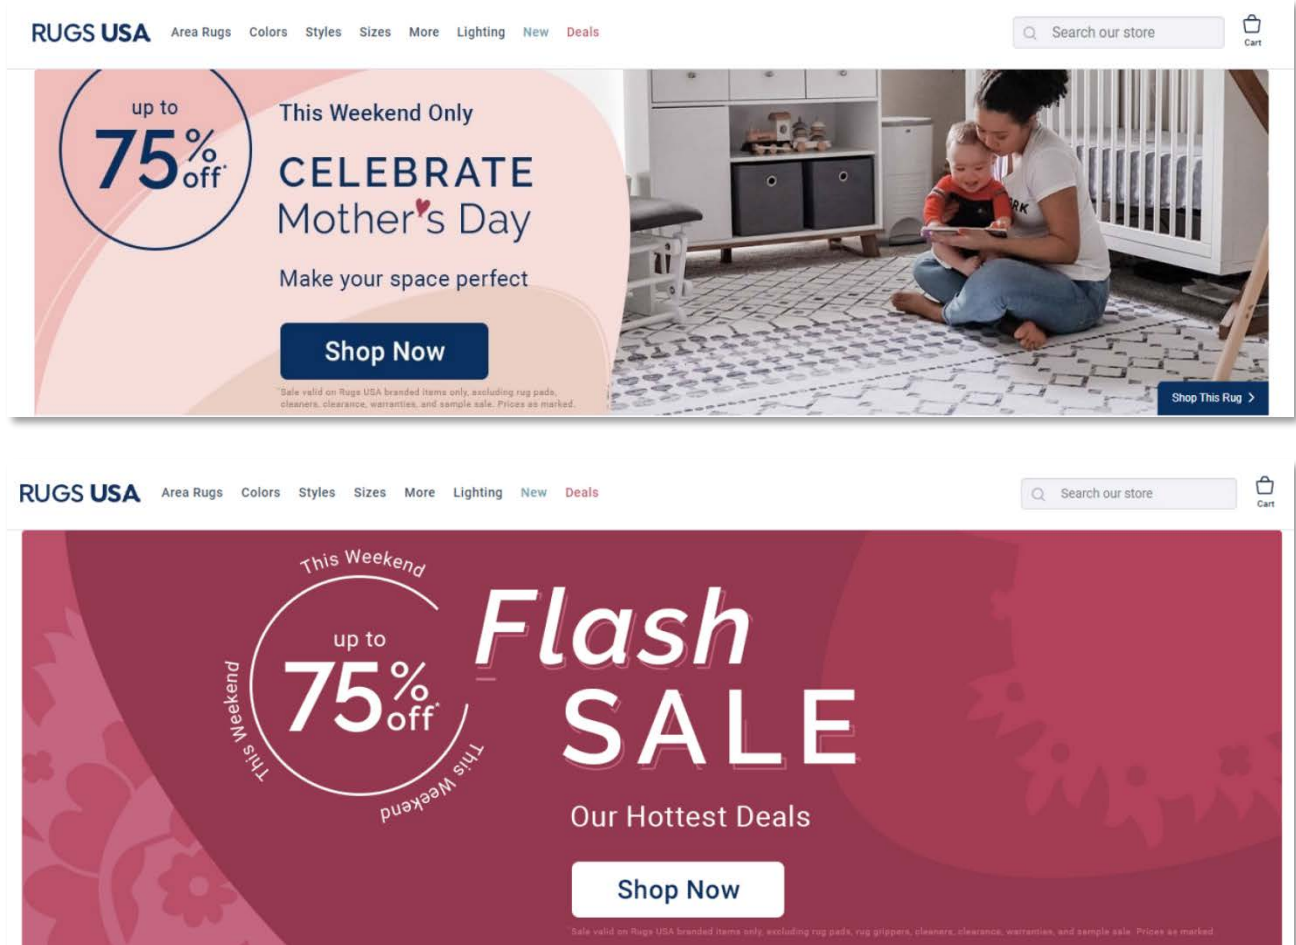 RUGS USA Area Rugs Colors Styles Sizes More Lighting New Deals Search our store
Cart
up to
75% off*
This Weekend Only
CELEBRATE
Mother's Day
Make your space perfect
Shop Now
*Sale valid on Rugs USA branded items only, excluding rug pads,
cleaners, clearance, warranties, and sample sale. Prices as marked.
RK
Shop This Rug >
RUGS USA Area Rugs Colors Styles Sizes More Lighting New Deals Search our store
Cart
This Weekend
This Weekend
This Weekend
up to
75% off*
Flash
SALE
Our Hottest Deals
Shop Now
*Sale valid on Rugs USA branded items only, excluding rug pads, rug grippers, cleaners, clearance, warranties, and sample sale. Prices as marked.